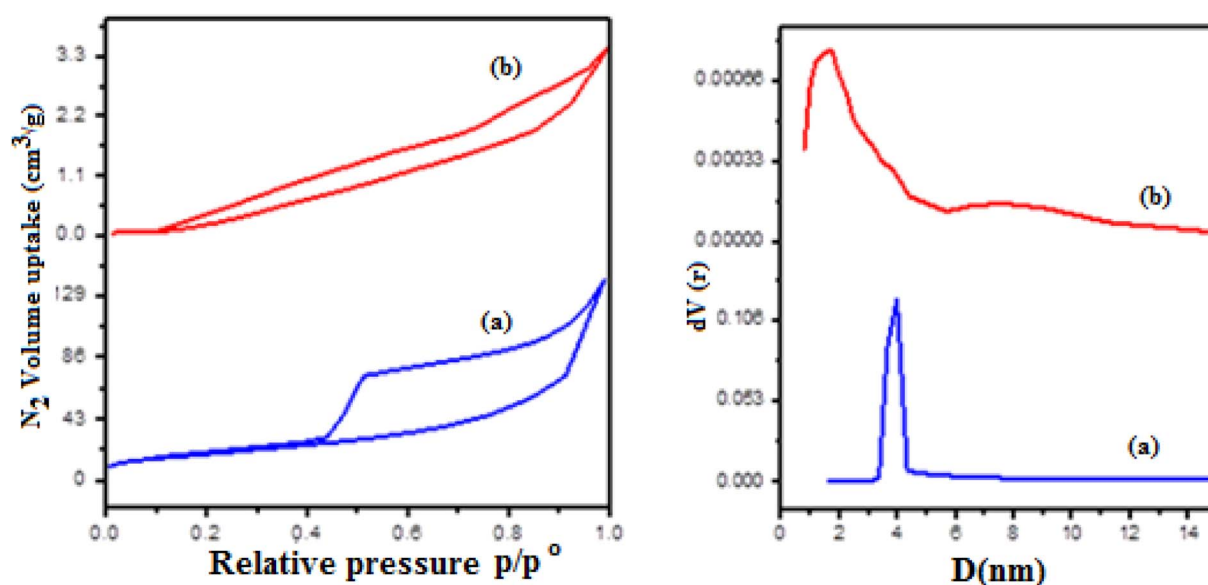 N₂ Volume uptake (cm³/g)
3.3
2.2
1.1
0.0
129
86
43
0
(b)
(a)
0.0 0.2 0.4 0.6 0.8 1.0
Relative pressure p/p°
dV (r)
0.00066
0.00033
0.00000
0.106
0.053
0.000
(b)
(a)
0 2 4 6 8 10 12 14
D(nm)